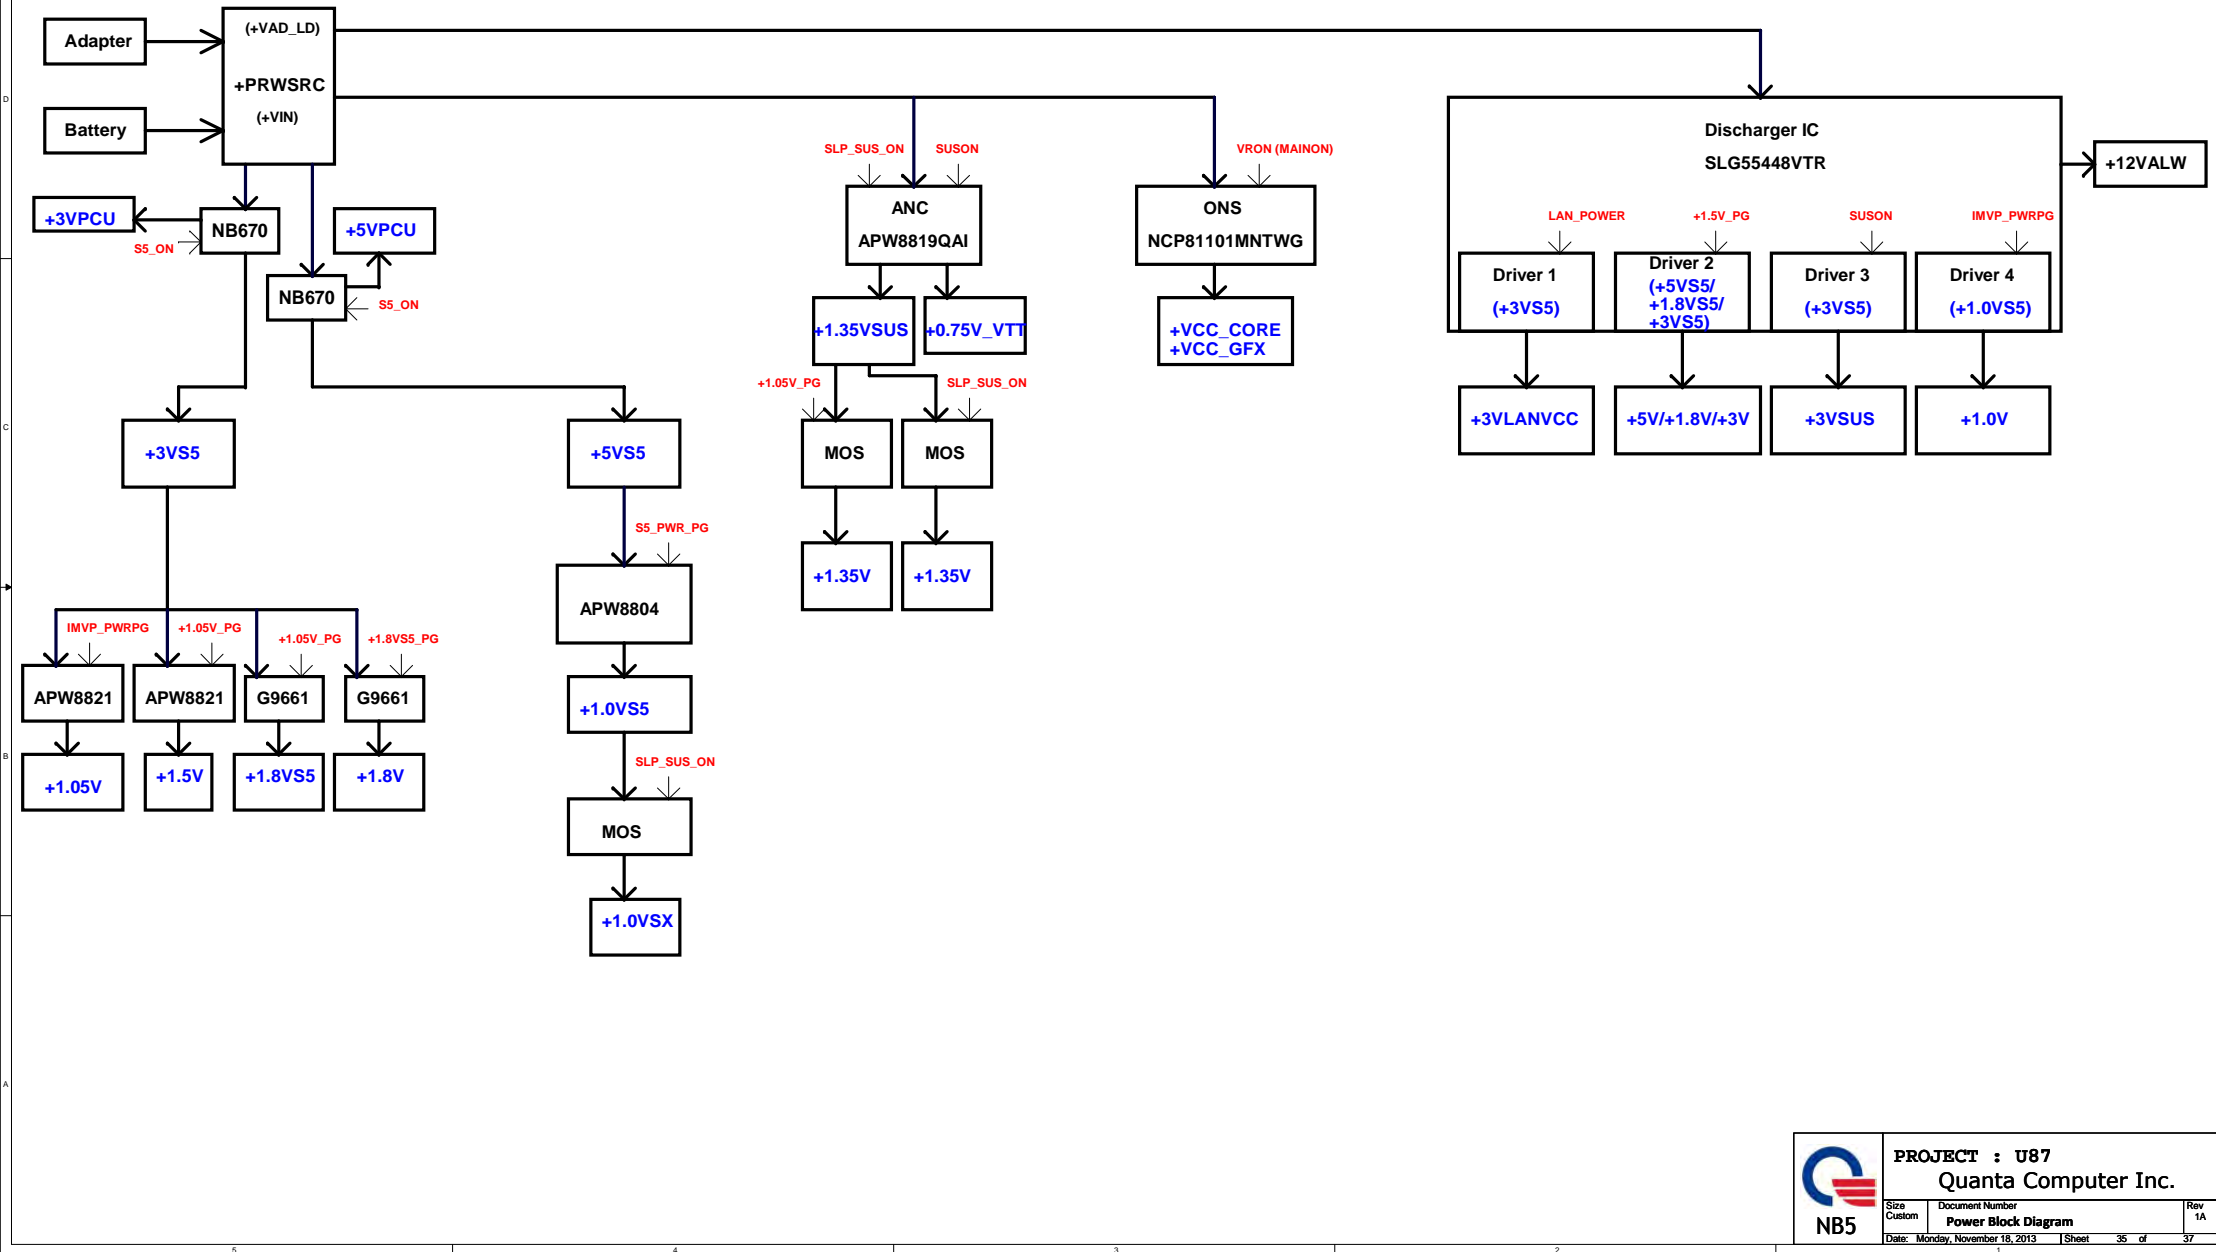 Adapter
Battery
(+VAD_LD)
+PRWSRC
(+VIN)
+3VPCU
NB670
S5_ON
+5VPCU
NB670
S5_ON
+3VS5
+5VS5
S5_PWR_PG
APW8804
+1.0VS5
SLP_SUS_ON
MOS
+1.0VSX
IMVP_PWRPG
+1.05V_PG
+1.05V_PG
+1.8VS5_PG
APW8821
APW8821
G9661
G9661
+1.05V
+1.5V
+1.8VS5
+1.8V
SLP_SUS_ON
SUSON
ANC
APW8819QAI
+1.35VSUS
+0.75V_VTT
+1.05V_PG
SLP_SUS_ON
MOS
MOS
+1.35V
+1.35V
VRON (MAINON)
ONS
NCP81101MNTWG
+VCC_CORE
+VCC_GFX
Discharger IC
SLG55448VTR
+12VALW
LAN_POWER
+1.5V_PG
SUSON
IMVP_PWRPG
Driver 1
(+3VS5)
Driver 2
(+5VS5/
+1.8VS5/
+3VS5)
Driver 3
(+3VS5)
Driver 4
(+1.0VS5)
+3VLANVCC
+5V/+1.8V/+3V
+3VSUS
+1.0V
D
C
B
A
5
4
3
2
1
NB5
PROJECT : U87
Quanta Computer Inc.
Size
Custom
Document Number
Power Block Diagram
Rev
1A
Date: Monday, November 18, 2013
Sheet 35 of 37